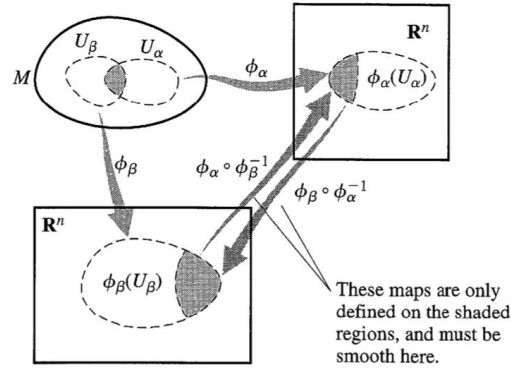 U_β U_α
M
ϕ_α
R^n
ϕ_α(U_α)
ϕ_β
ϕ_α ∘ ϕ_β^{-1}
ϕ_β ∘ ϕ_α^{-1}
R^n
ϕ_β(U_β)
These maps are only
defined on the shaded
regions, and must be
smooth here.